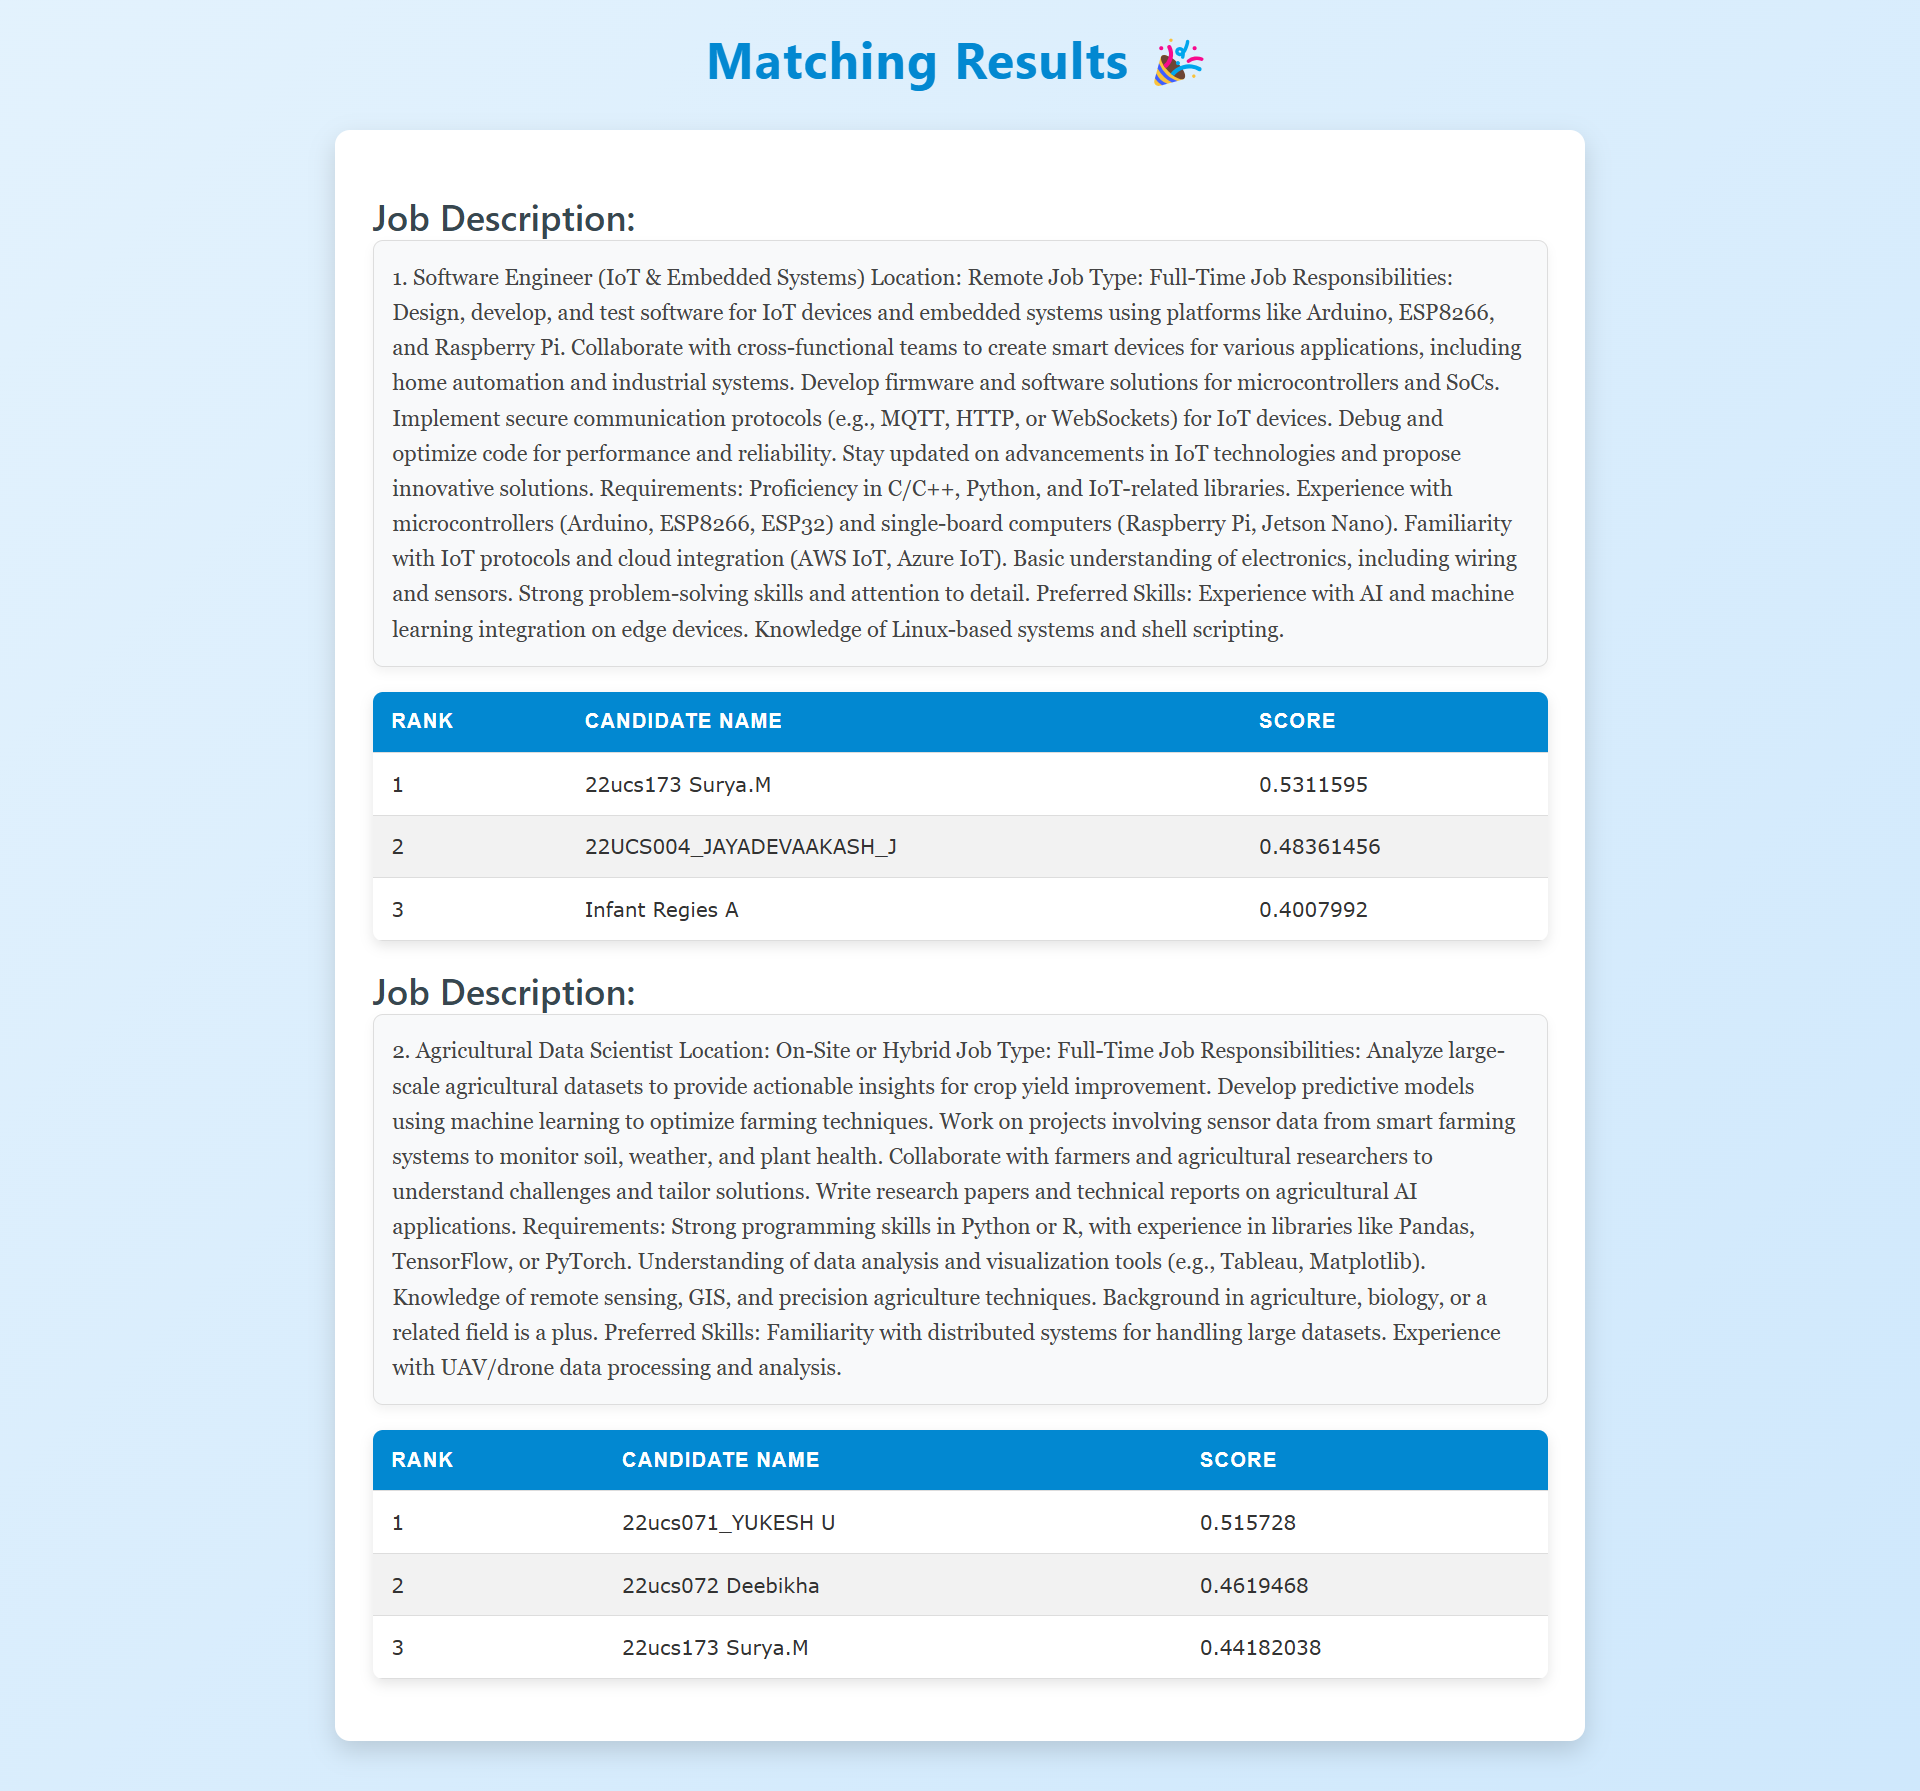 Matching Results 🎉
Job Description:
1. Software Engineer (IoT & Embedded Systems) Location: Remote Job Type: Full-Time Job Responsibilities:
Design, develop, and test software for IoT devices and embedded systems using platforms like Arduino, ESP8266,
and Raspberry Pi. Collaborate with cross-functional teams to create smart devices for various applications, including
home automation and industrial systems. Develop firmware and software solutions for microcontrollers and SoCs.
Implement secure communication protocols (e.g., MQTT, HTTP, or WebSockets) for IoT devices. Debug and
optimize code for performance and reliability. Stay updated on advancements in IoT technologies and propose
innovative solutions. Requirements: Proficiency in C/C++, Python, and IoT-related libraries. Experience with
microcontrollers (Arduino, ESP8266, ESP32) and single-board computers (Raspberry Pi, Jetson Nano). Familiarity
with IoT protocols and cloud integration (AWS IoT, Azure IoT). Basic understanding of electronics, including wiring
and sensors. Strong problem-solving skills and attention to detail. Preferred Skills: Experience with AI and machine
learning integration on edge devices. Knowledge of Linux-based systems and shell scripting.
RANK CANDIDATE NAME SCORE
1 22ucs173 Surya.M 0.5311595
2 22UCS004_JAYADEVAAKASH_J 0.48361456
3 Infant Regies A 0.4007992
Job Description:
2. Agricultural Data Scientist Location: On-Site or Hybrid Job Type: Full-Time Job Responsibilities: Analyze large-
scale agricultural datasets to provide actionable insights for crop yield improvement. Develop predictive models
using machine learning to optimize farming techniques. Work on projects involving sensor data from smart farming
systems to monitor soil, weather, and plant health. Collaborate with farmers and agricultural researchers to
understand challenges and tailor solutions. Write research papers and technical reports on agricultural AI
applications. Requirements: Strong programming skills in Python or R, with experience in libraries like Pandas,
TensorFlow, or PyTorch. Understanding of data analysis and visualization tools (e.g., Tableau, Matplotlib).
Knowledge of remote sensing, GIS, and precision agriculture techniques. Background in agriculture, biology, or a
related field is a plus. Preferred Skills: Familiarity with distributed systems for handling large datasets. Experience
with UAV/drone data processing and analysis.
RANK CANDIDATE NAME SCORE
1 22ucs071_YUKESH U 0.515728
2 22ucs072 Deebikha 0.4619468
3 22ucs173 Surya.M 0.44182038